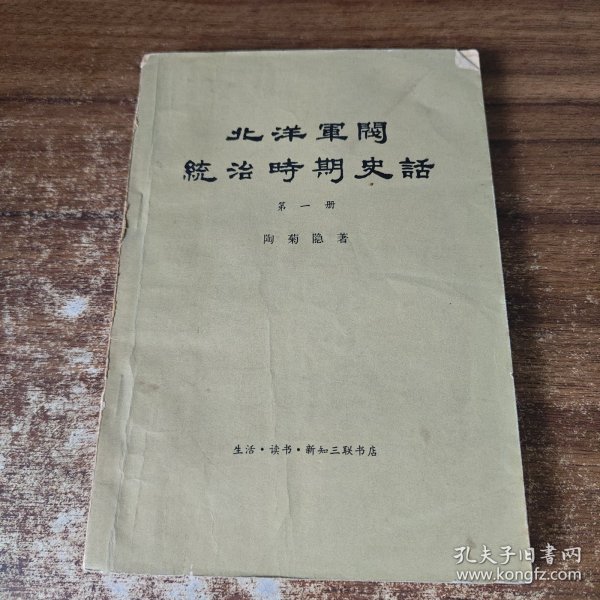 北洋軍閥
統治時期史話
第一册
陶菊隐著
生活·读书·新知三联书店
孔夫子旧书网
www.kongfz.com